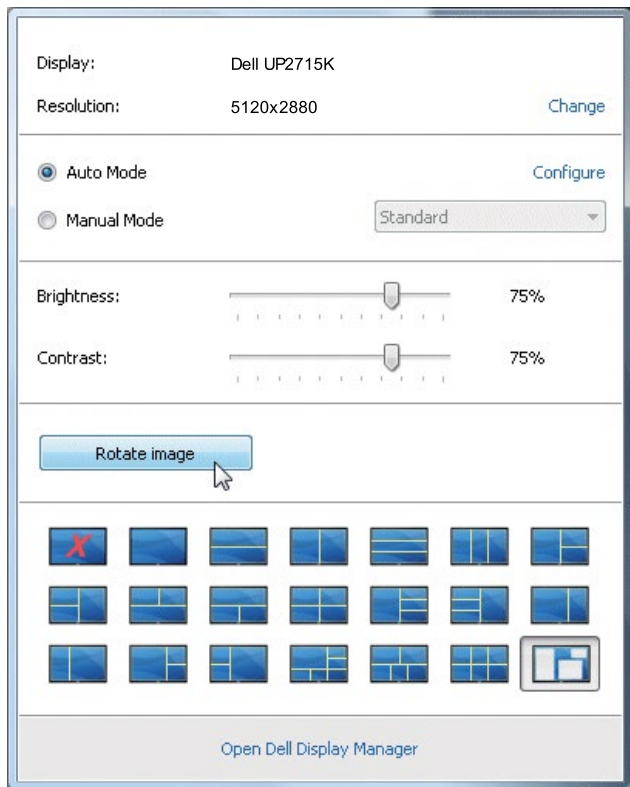 Display: Dell UP2715K
Resolution: 5120x2880 Change
Auto Mode Configure
Manual Mode Standard
Brightness: 75%
Contrast: 75%
Rotate image
X
Open Dell Display Manager